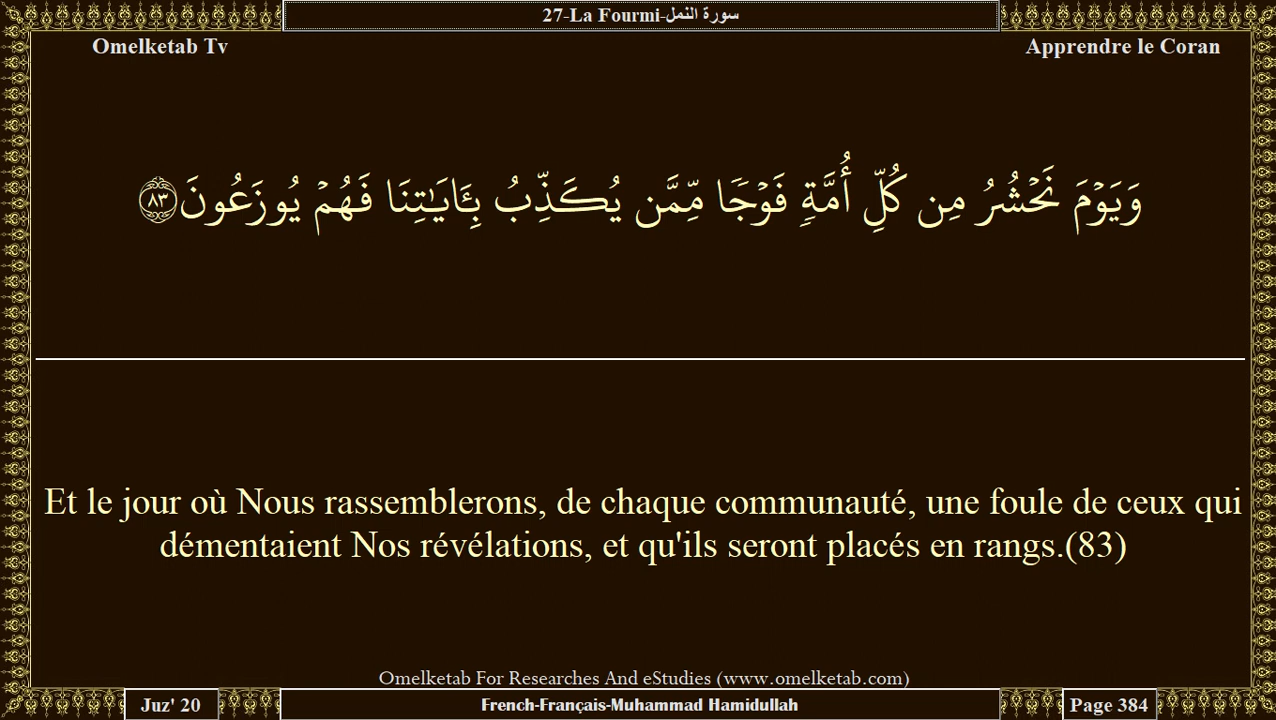 27-La Fourmi-سورة النمل
Omelketab Tv
Apprendre le Coran
وَيَوۡمَ نَحۡشُرُ مِن كُلِّ أُمَّةٖ فَوۡجٗا مِّمَّن يُكَذِّبُ بِـَٔايَٰتِنَا فَهُمۡ يُوزَعُونَ ٨٣
Et le jour où Nous rassemblerons, de chaque communauté, une foule de ceux qui
démentaient Nos révélations, et qu'ils seront placés en rangs.(83)
Omelketab For Researches And eStudies (www.omelketab.com)
Juz' 20
French-Français-Muhammad Hamidullah
Page 384